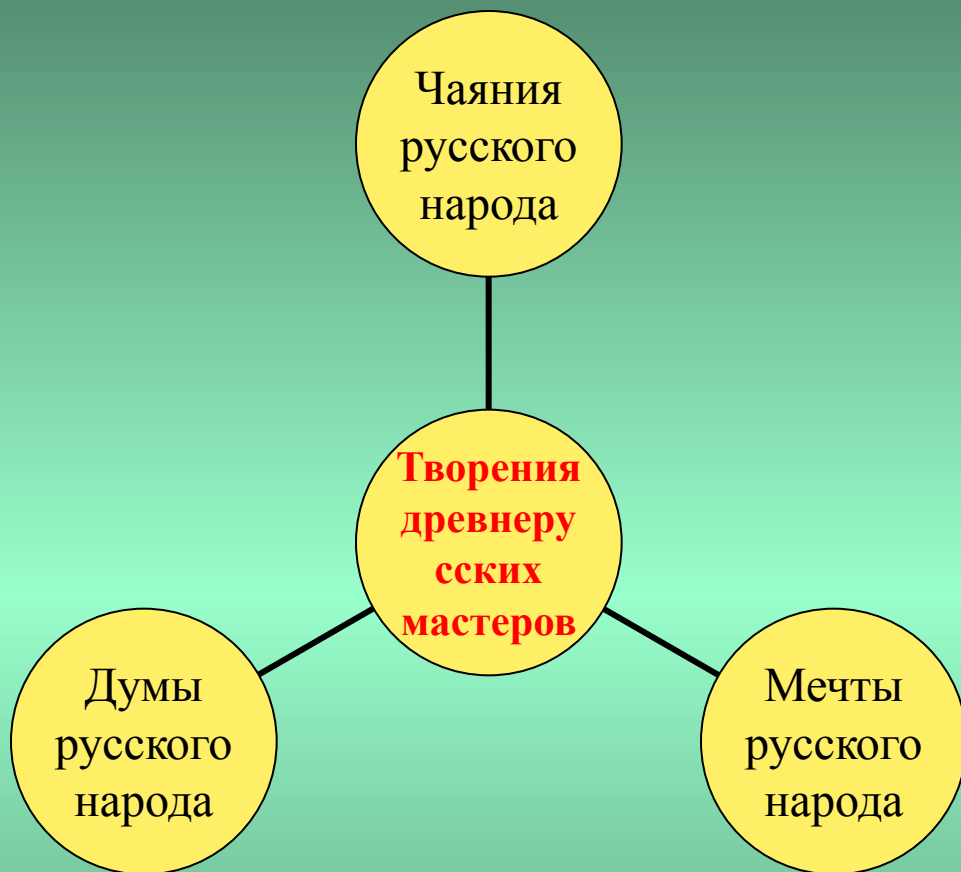 Чаяния
русского
народа
Творения
древнеру
сских
мастеров
Думы
русского
народа
Мечты
русского
народа